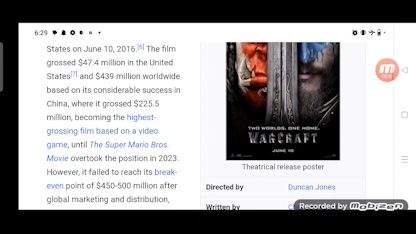 6:29
States on June 10, 2016.[6] The film
grossed $47.4 million in the United
States[7] and $439 million worldwide
based on its considerable success in
China, where it grossed $225.5
million, becoming the highest-
grossing film based on a video
game, until The Super Mario Bros.
Movie overtook the position in 2023.
However, it failed to reach its break-
even point of $450-500 million after
global marketing and distribution,
TWO WORLDS. ONE HOME.
WARCRAFT
JUNE 10
Theatrical release poster
Directed by Duncan Jones
Written by
Recorded by MOBIZEN